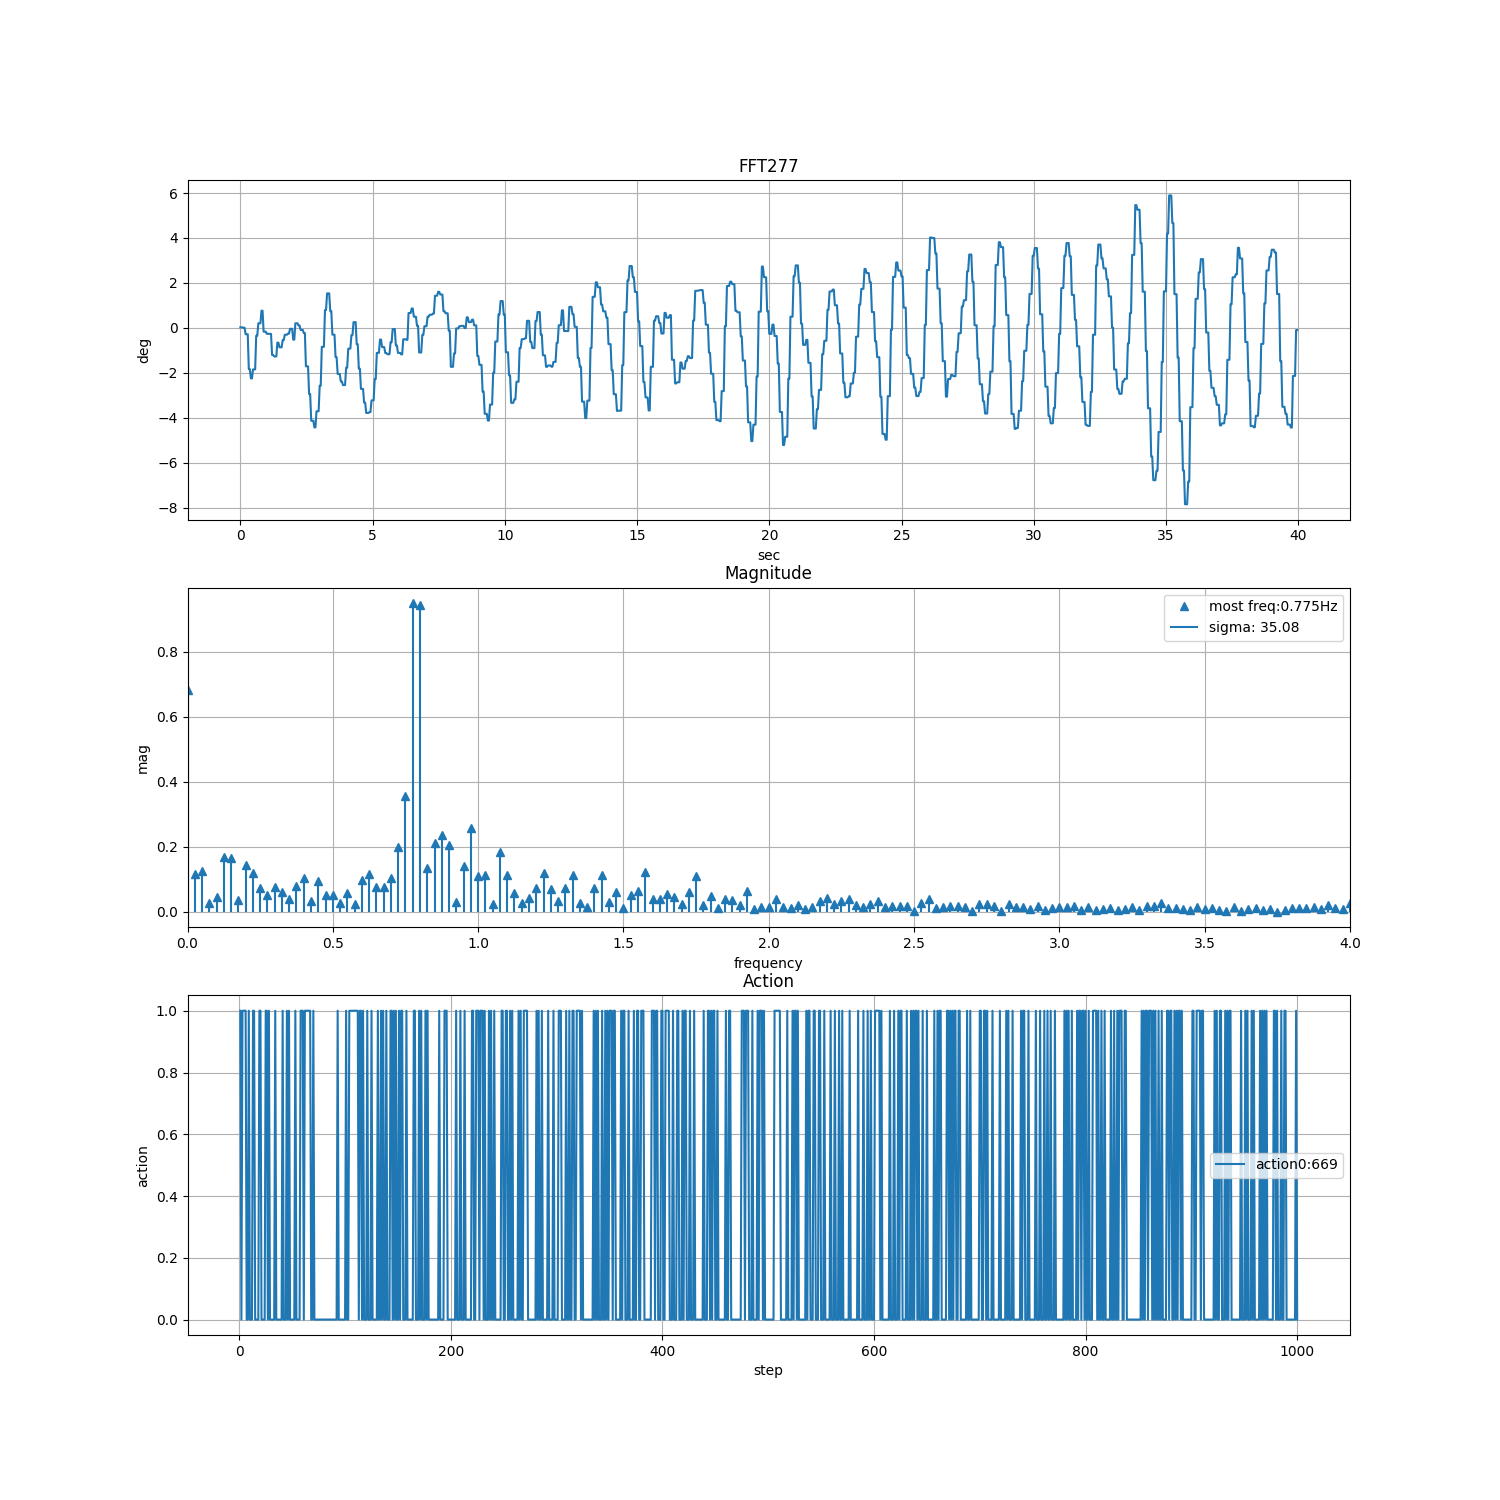 FFT277
6
4
2
0
−2
−4
−6
−8
deg
0 5 10 15 20 25 30 35 40
sec
Magnitude
most freq:0.775Hz
sigma: 35.08
0.8
0.6
0.4
0.2
0.0
mag
0.0 0.5 1.0 1.5 2.0 2.5 3.0 3.5 4.0
frequency
Action
1.0
0.8
0.6
0.4
0.2
0.0
action
action0:669
0 200 400 600 800 1000
step